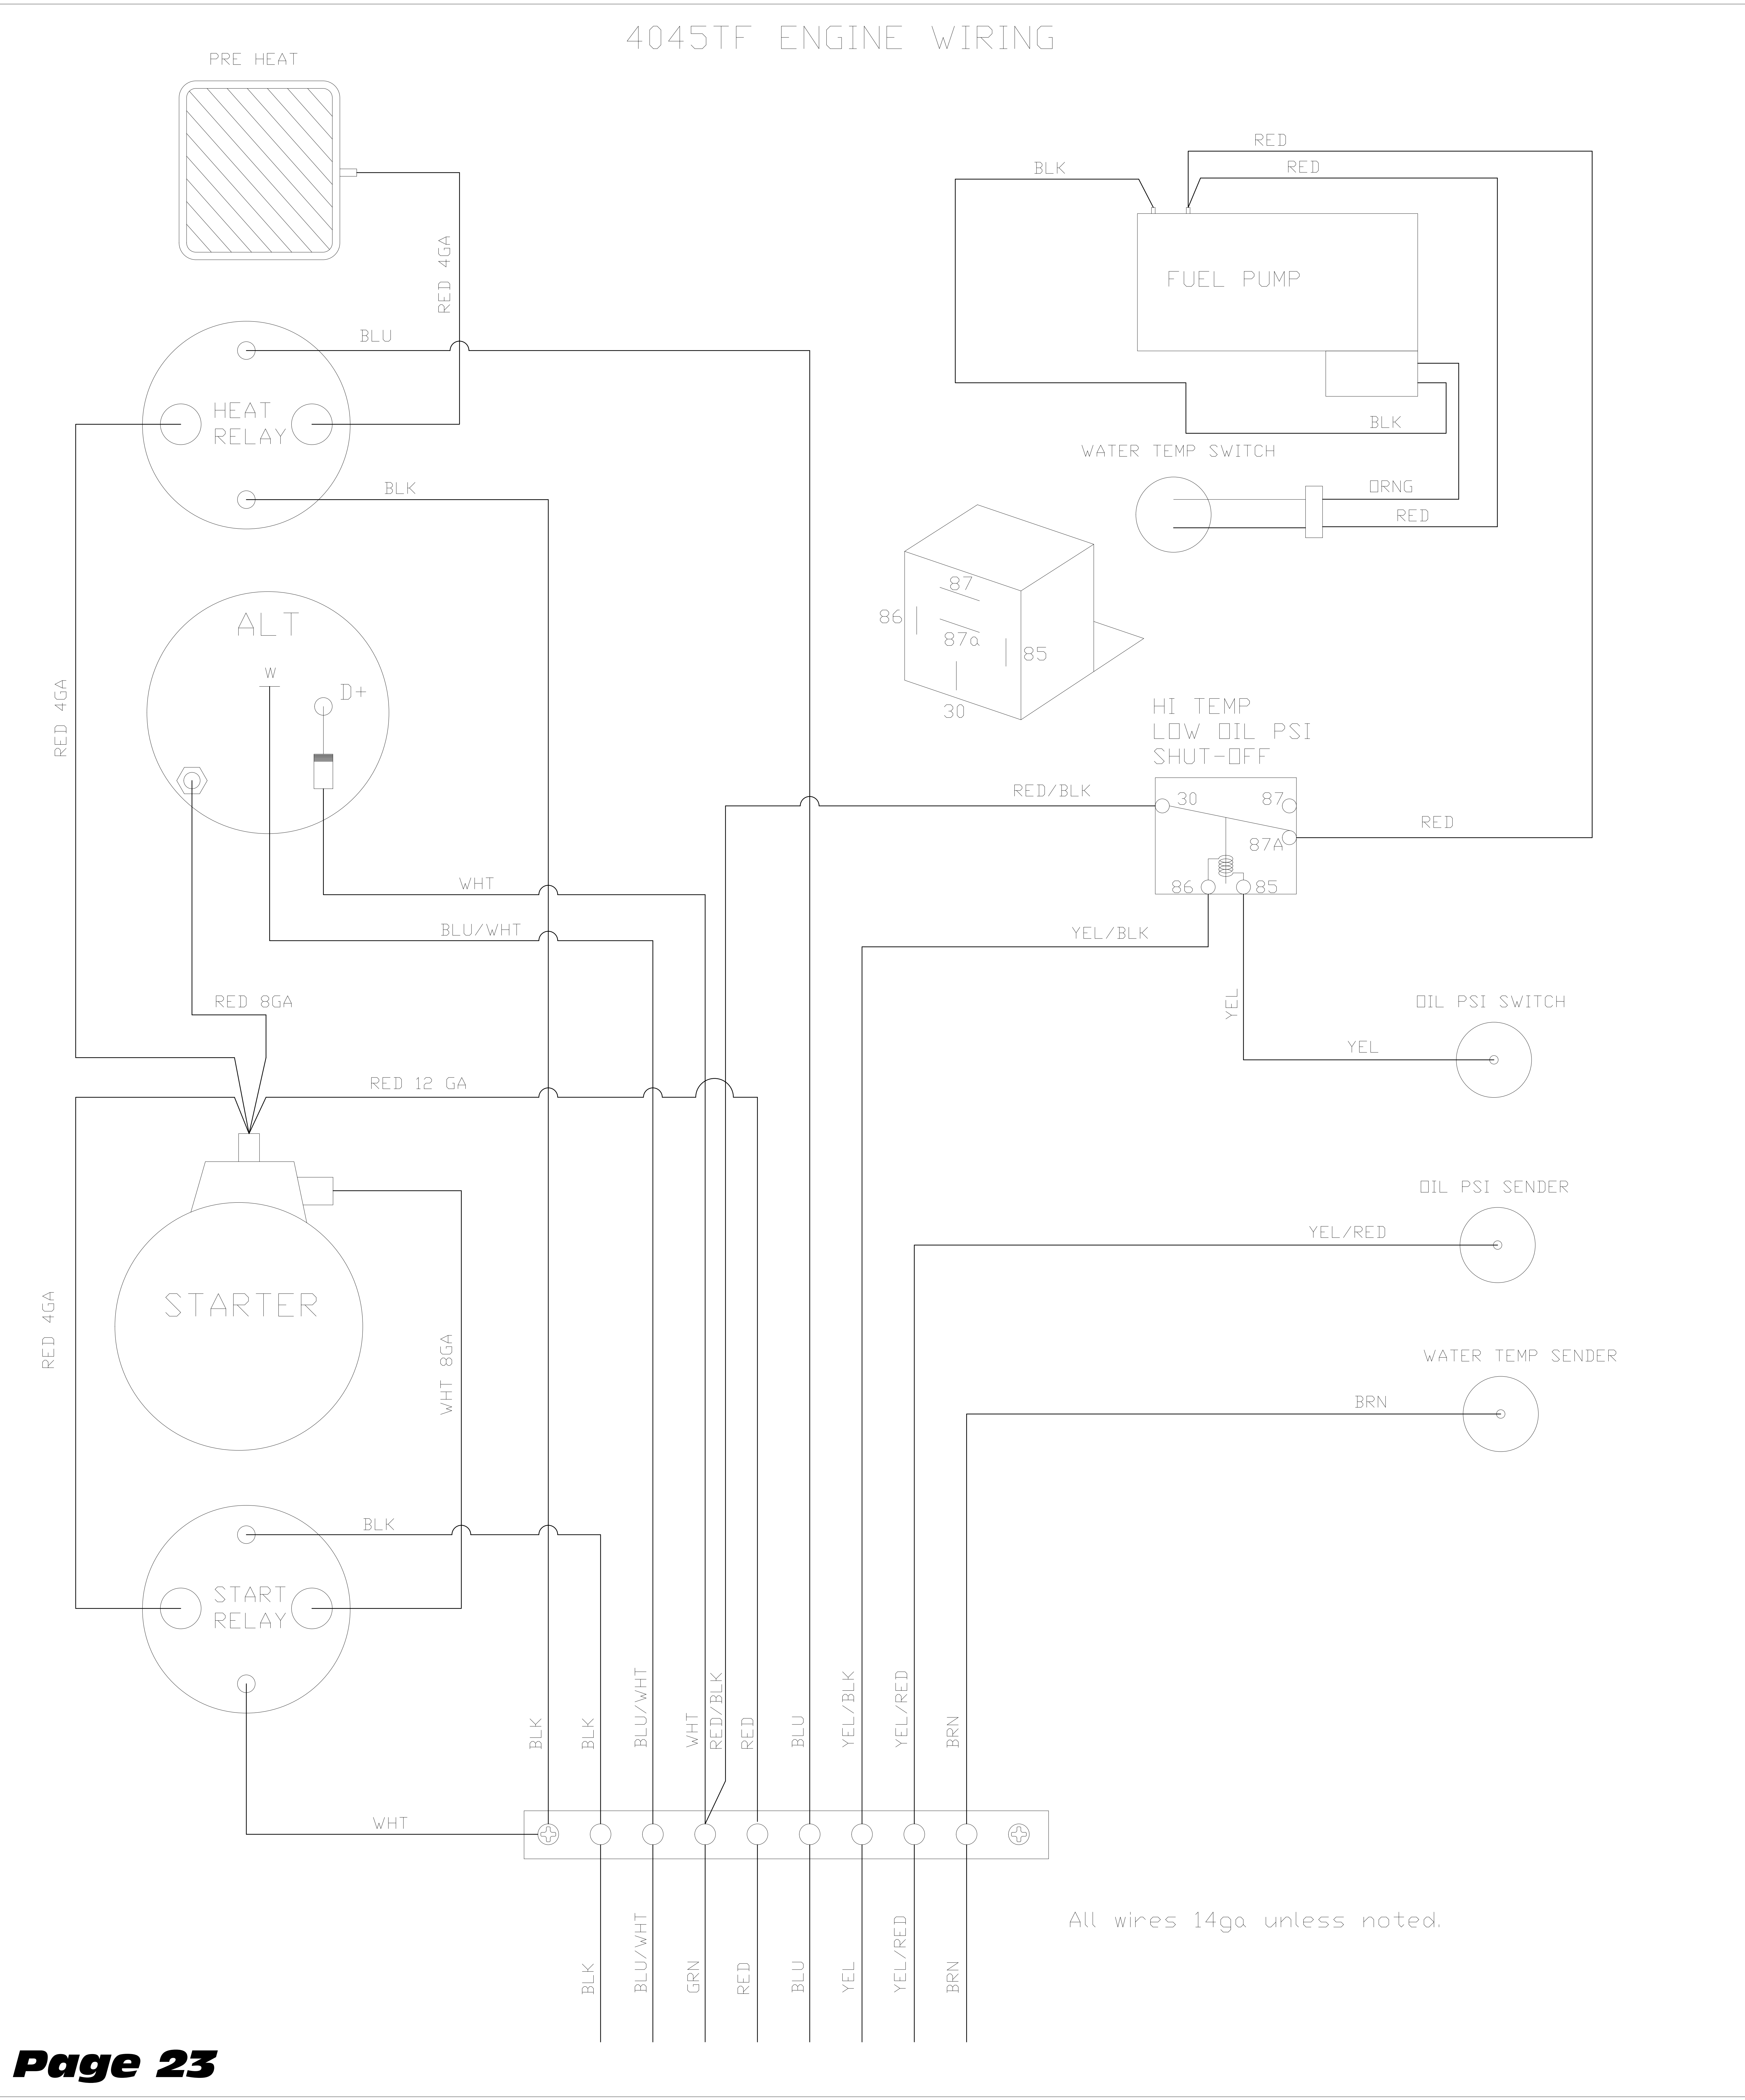 4045TF ENGINE WIRING
PRE HEAT
RED
BLK
RED
RED 4GA
FUEL PUMP
BLU
HEAT
RELAY
BLK
WATER TEMP SWITCH
BLK
ORNG
RED
87
86
87a
85
30
ALT
W
D+
RED 4GA
HI TEMP
LOW OIL PSI
SHUT-OFF
RED/BLK
30
87
RED
87A
86
85
WHT
BLU/WHT
YEL/BLK
RED 8GA
YEL
OIL PSI SWITCH
YEL
RED 12 GA
OIL PSI SENDER
YEL/RED
STARTER
RED 4GA
WHT 8GA
WATER TEMP SENDER
BRN
BLK
START
RELAY
BLK
BLK
BLU/WHT
WHT
RED/BLK
RED
BLU
YEL/BLK
YEL/RED
BRN
WHT
All wires 14ga unless noted.
BLK
BLU/WHT
GRN
RED
BLU
YEL
YEL/RED
BRN
Page 23